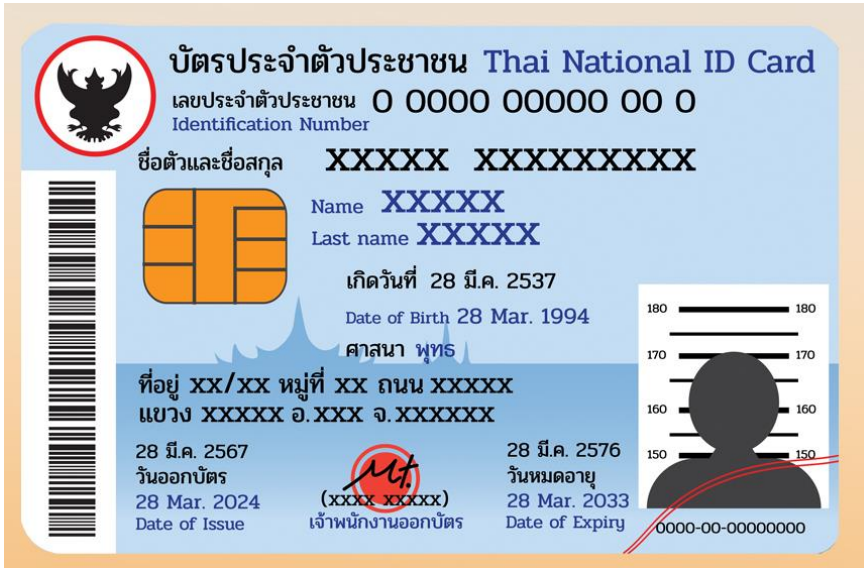 บัตรประจำตัวประชาชน Thai National ID Card
เลขประจำตัวประชาชน 0 0000 00000 00 0
Identification Number
ชื่อตัวและชื่อสกุล XXXXX XXXXXXXXX
Name XXXXX
Last name XXXXX
เกิดวันที่ 28 มี.ค. 2537
Date of Birth 28 Mar. 1994
ศาสนา พุทธ
ที่อยู่ xx/xx หมู่ที่ xx ถนน xxxxx
แขวง xxxxx อ.xxx จ.xxxxxx
28 มี.ค. 2567
วันออกบัตร
28 Mar. 2024
Date of Issue
(xxxx xxxxx)
เจ้าพนักงานออกบัตร
28 มี.ค. 2576
วันหมดอายุ
28 Mar. 2033
Date of Expiry
180 180
170 170
160 160
150 150
0000-00-00000000